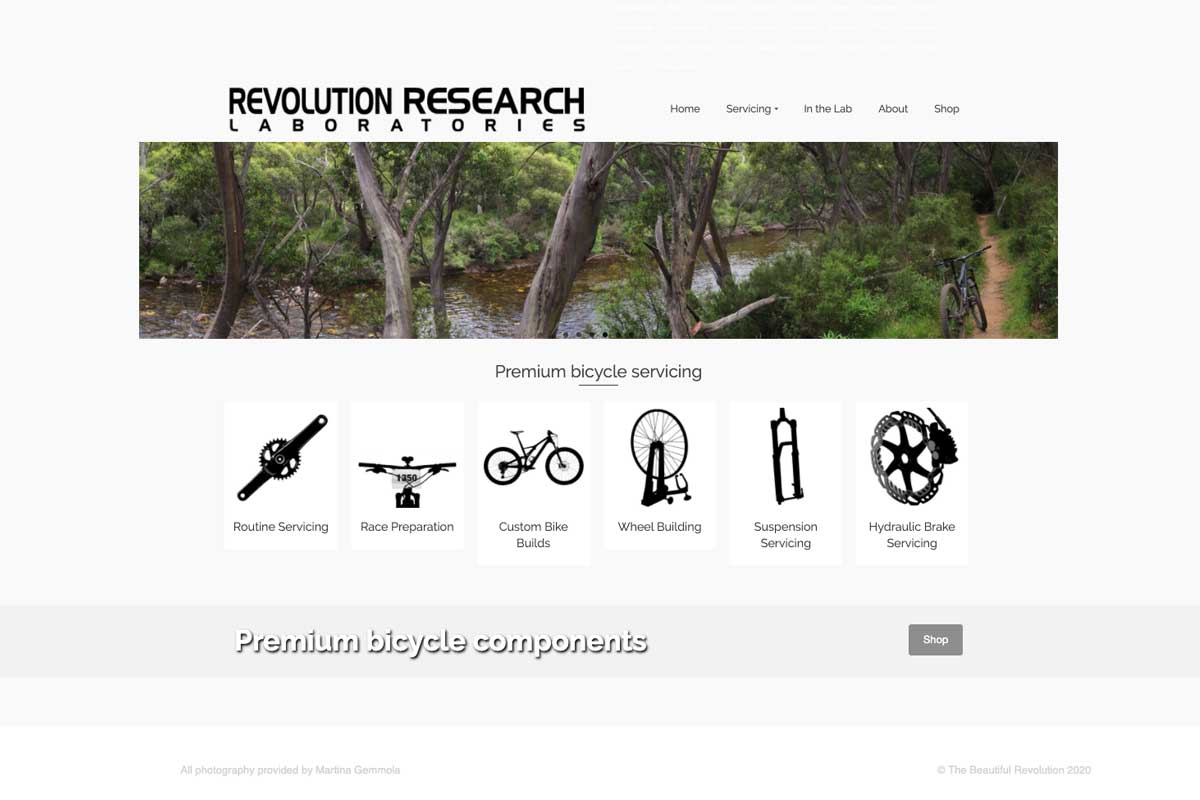 REVOLUTION RESEARCH
LABORATORIES
Home Servicing In the Lab About Shop
Premium bicycle servicing
1350
Routine Servicing
Race Preparation
Custom Bike
Builds
Wheel Building
Suspension
Servicing
Hydraulic Brake
Servicing
Premium bicycle components
Shop
All photography provided by Martina Gemmola
© The Beautiful Revolution 2020